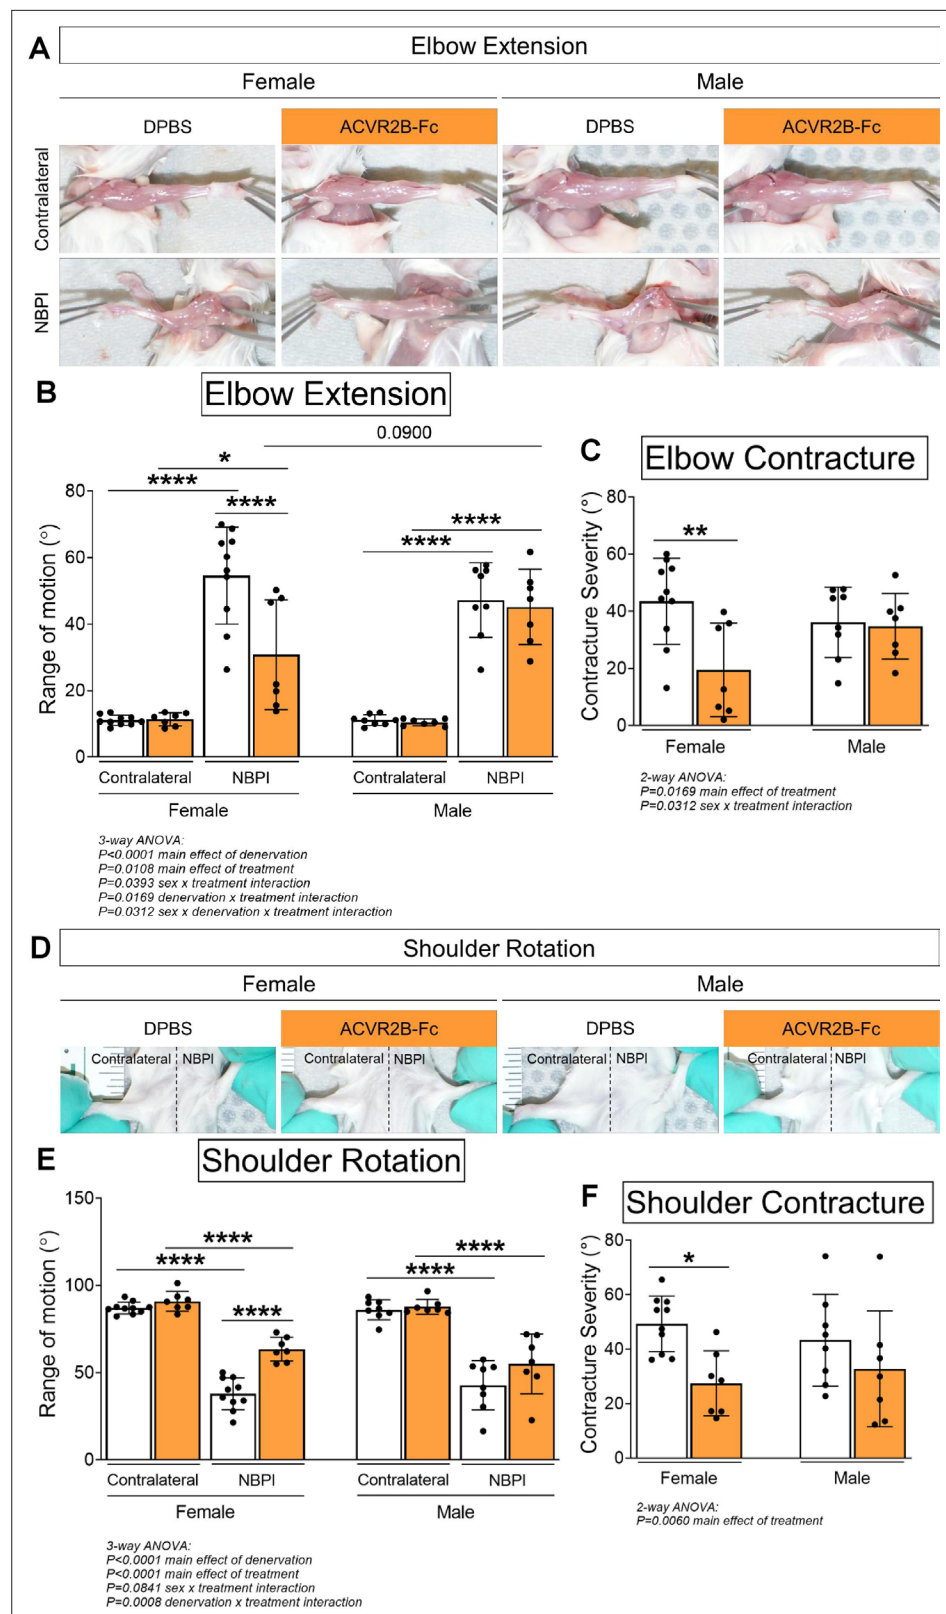 A
Elbow Extension
Female
Male
DPBS
ACVR2B-Fc
DPBS
ACVR2B-Fc
Contralateral
NBPI
B
Elbow Extension
0.0900
*
****
****
****
****
Range of motion (°)
80
60
40
20
0
Contralateral
NBPI
Contralateral
NBPI
Female
Male
3-way ANOVA:
P<0.0001 main effect of denervation
P=0.0108 main effect of treatment
P=0.0393 sex x treatment interaction
P=0.0169 denervation x treatment interaction
P=0.0312 sex x denervation x treatment interaction
C
Elbow Contracture
**
Contracture Severity (°)
80
60
40
20
0
Female
Male
2-way ANOVA:
P=0.0169 main effect of treatment
P=0.0312 sex x treatment interaction
D
Shoulder Rotation
Female
Male
DPBS
ACVR2B-Fc
DPBS
ACVR2B-Fc
Contralateral NBPI
Contralateral NBPI
Contralateral NBPI
Contralateral NBPI
E
Shoulder Rotation
****
****
****
****
****
Range of motion (°)
150
100
50
0
Contralateral
NBPI
Contralateral
NBPI
Female
Male
3-way ANOVA:
P<0.0001 main effect of denervation
P<0.0001 main effect of treatment
P=0.0841 sex x treatment interaction
P=0.0008 denervation x treatment interaction
F
Shoulder Contracture
*
Contracture Severity (°)
80
60
40
20
0
Female
Male
2-way ANOVA:
P=0.0060 main effect of treatment